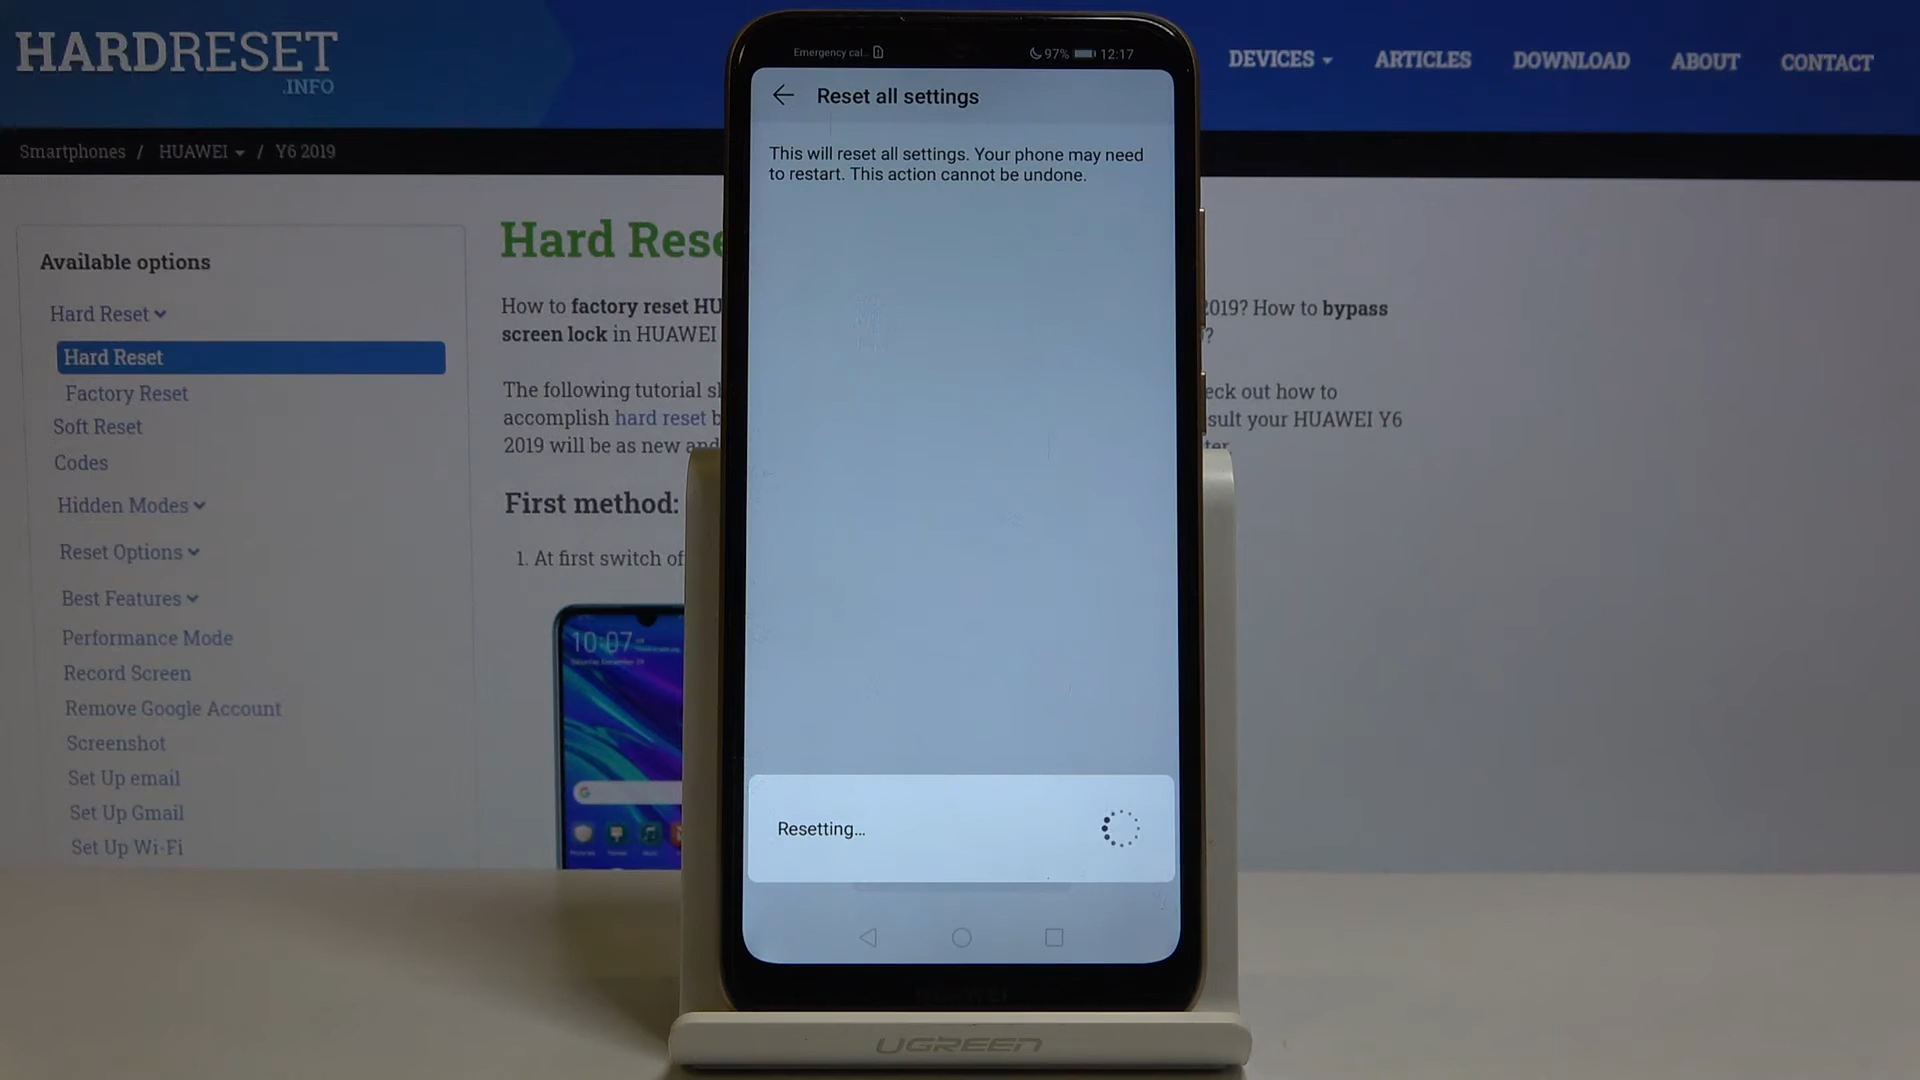 HARDRESET
.INFO
DEVICES ARTICLES DOWNLOAD ABOUT CONTACT
Smartphones / HUAWEI / Y6 2019
Available options
Hard Reset
Hard Reset
Factory Reset
Soft Reset
Codes
Hidden Modes
Reset Options
Best Features
Performance Mode
Record Screen
Remove Google Account
Screenshot
Set Up email
Set Up Gmail
Set Up Wi-Fi
Hard Rese
How to factory reset HU
2019? How to bypass
screen lock in HUAWEI
?
The following tutorial s
eck out how to
accomplish hard reset b
sult your HUAWEI Y6
2019 will be as new and
ter
First method:
1. At first switch of
10:07
Emergency cal... 97% 12:17
Reset all settings
This will reset all settings. Your phone may need
to restart. This action cannot be undone.
Resetting...
HUAWEI
UGREEN